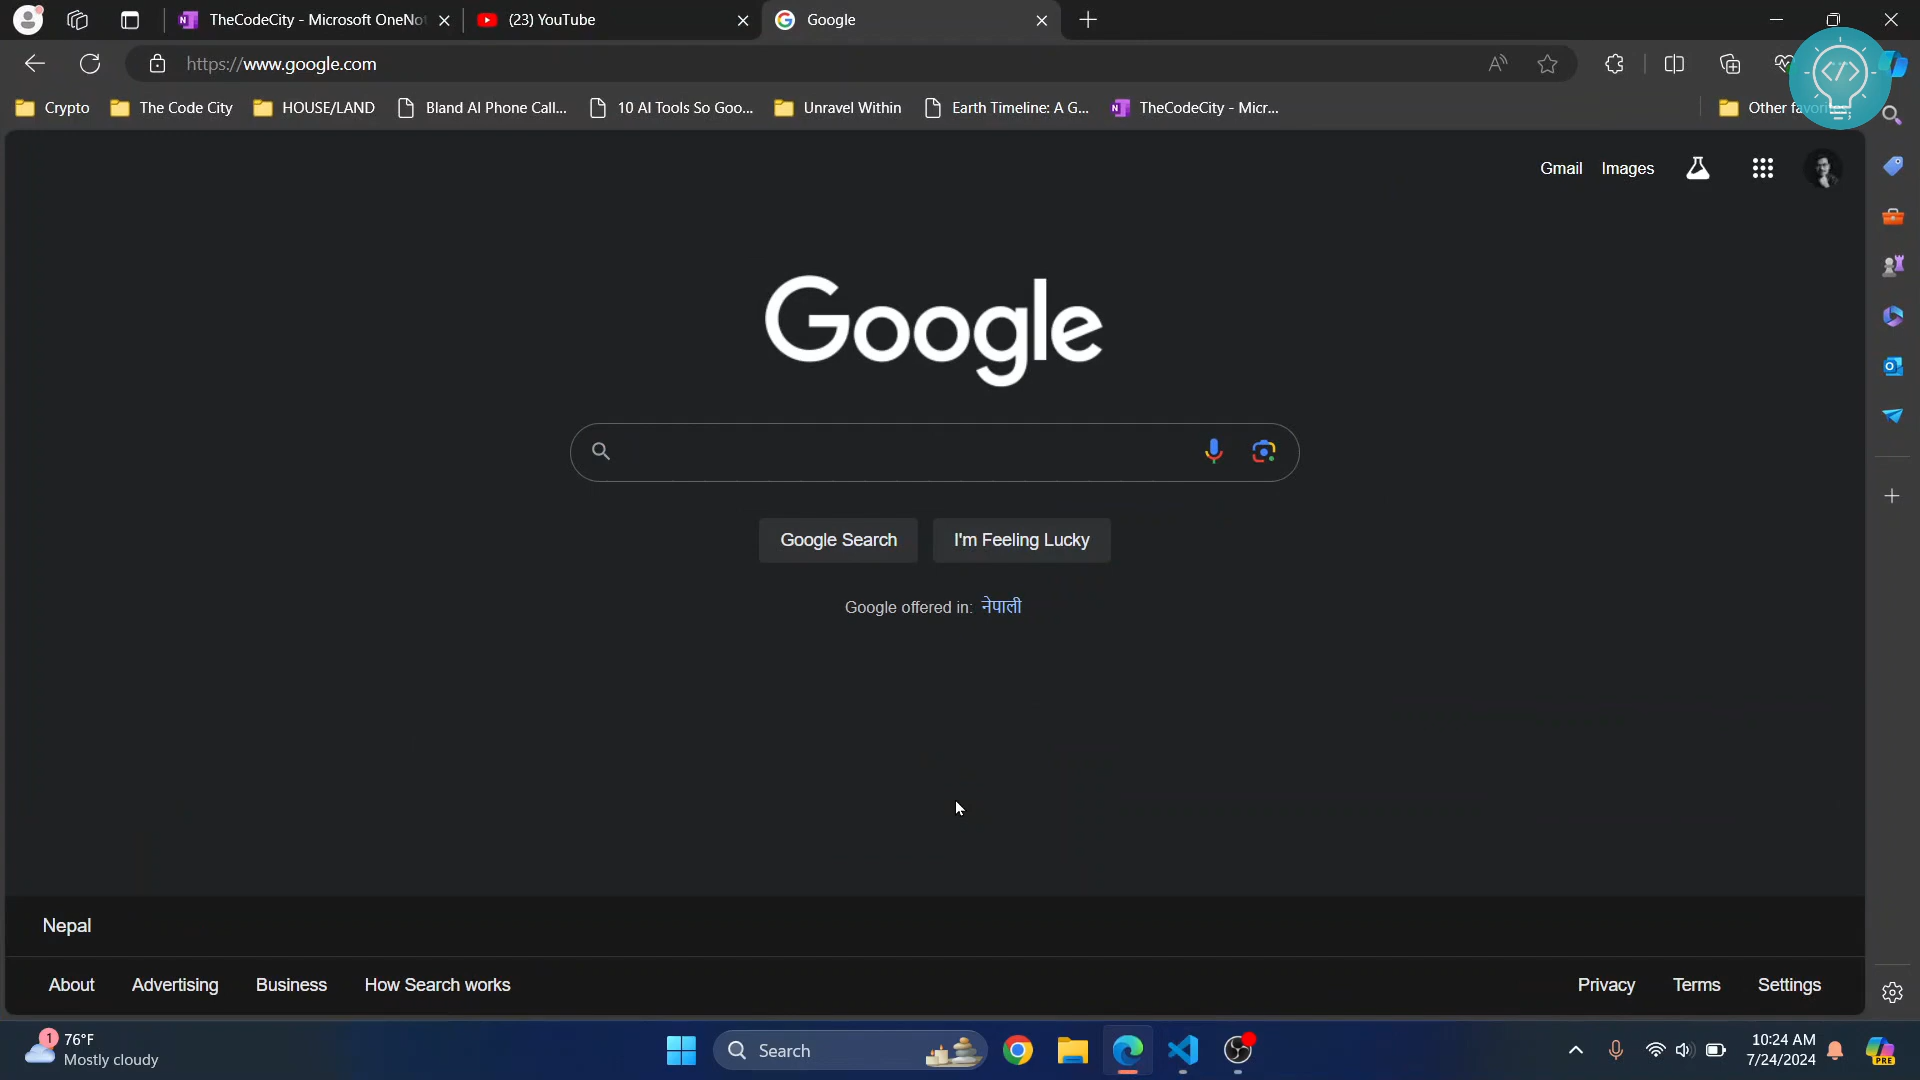 TheCodeCity - Microsoft OneNo
(23) YouTube
Google
https://www.google.com
Crypto
The Code City
HOUSE/LAND
Bland AI Phone Call...
10 AI Tools So Goo...
Unravel Within
Earth Timeline: A G...
TheCodeCity - Micr...
Other favorites
Gmail
Images
Google
Google Search
I'm Feeling Lucky
Google offered in: नेपाली
Nepal
About
Advertising
Business
How Search works
Privacy
Terms
Settings
1
76°F
Mostly cloudy
Search
10:24 AM
7/24/2024
PRE